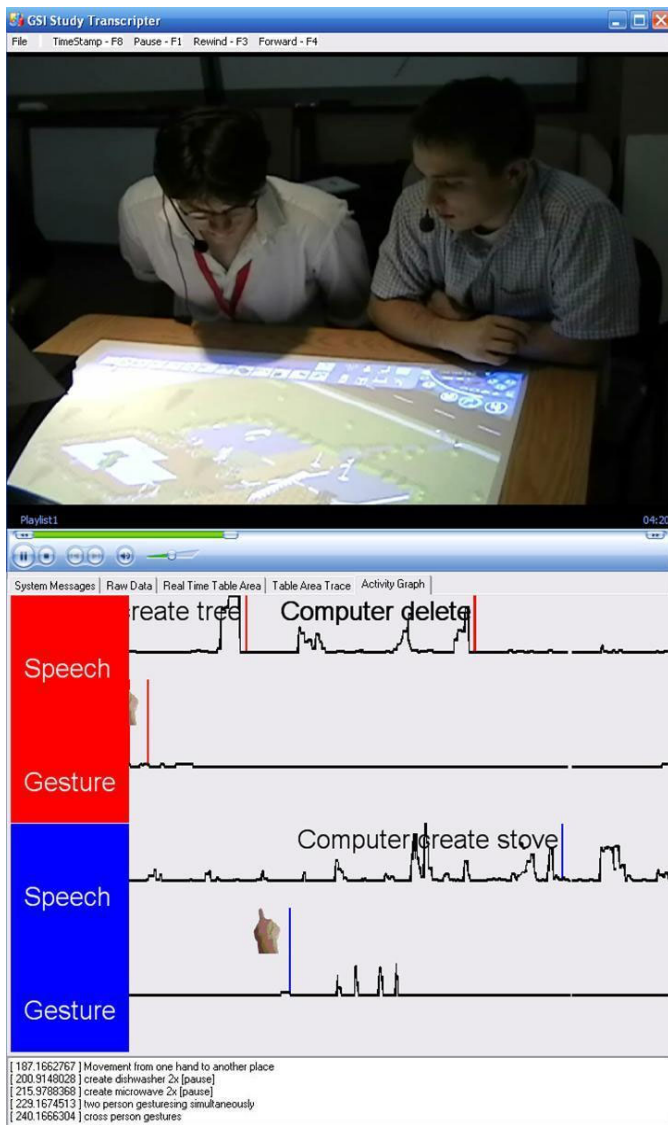 GSI Study Transcripter
File TimeStamp - F8 Pause - F1 Rewind - F3 Forward - F4
Playlist1 04:20
System Messages Raw Data Real Time Table Area Table Area Trace Activity Graph
reate tree Computer delete
Speech
Gesture
Computer create stove
Speech
Gesture
[ 187.1662767 ] Movement from one hand to another place
[ 200.9148028 ] create dishwasher 2x [pause]
[ 215.9788368 ] create microwave 2x [pause]
[ 229.1674513 ] two person gesturesing simultaneously
[ 240.1666304 ] cross person gestures